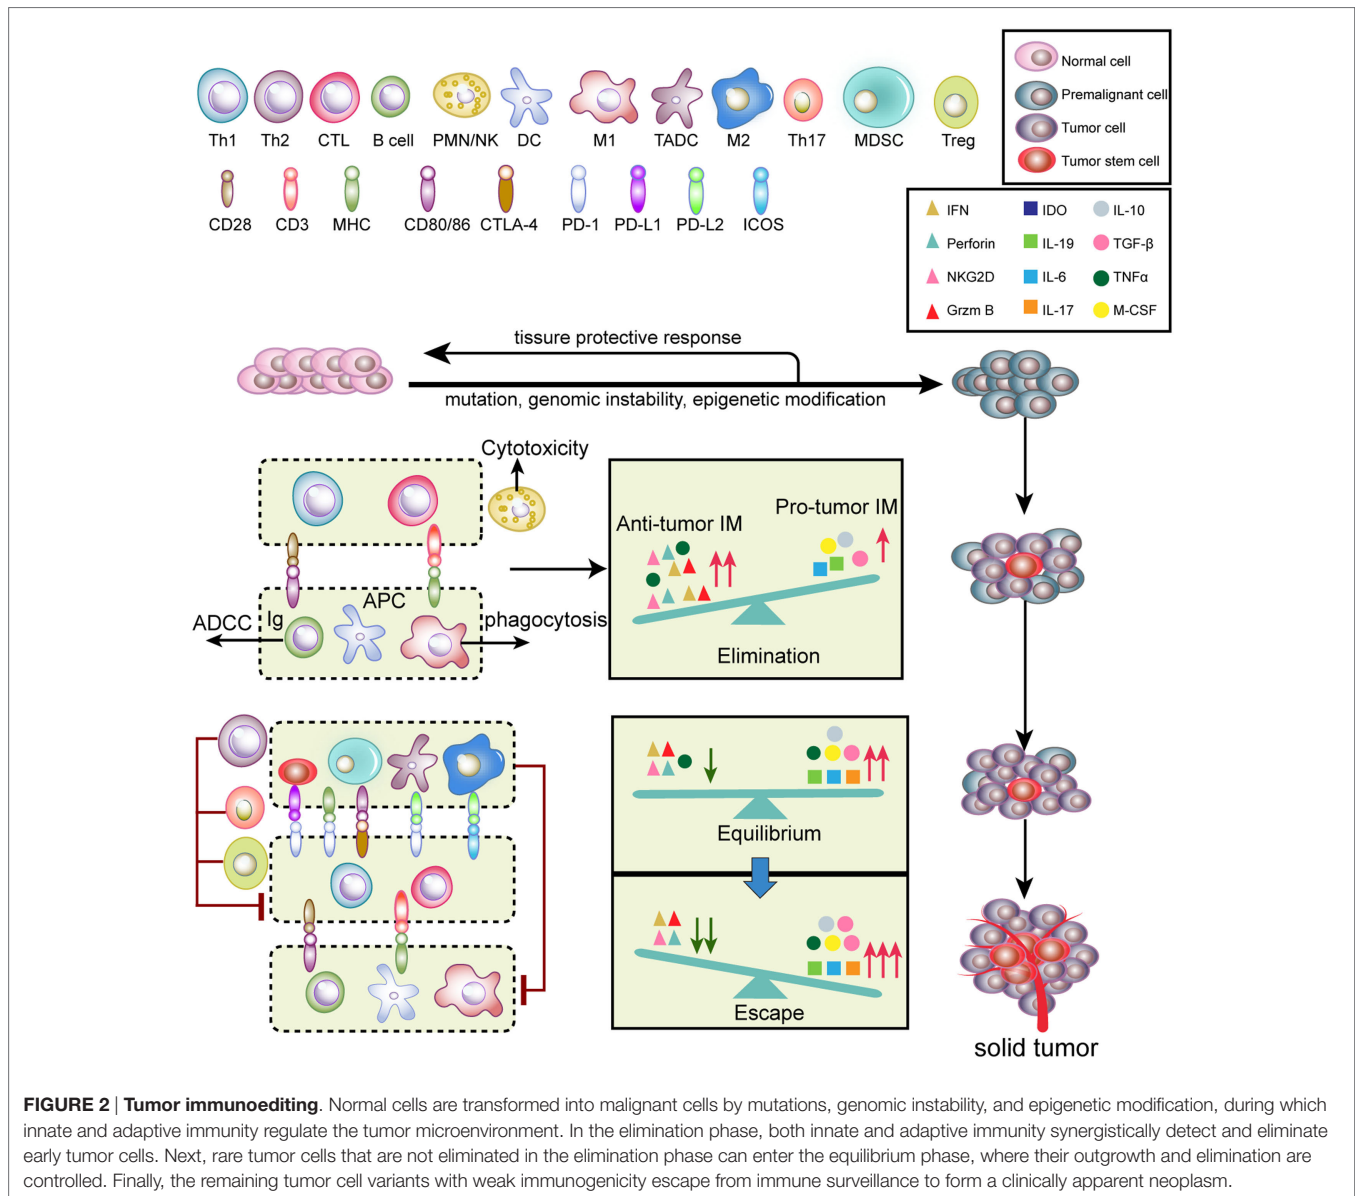 Th1 Th2 CTL B cell PMN/NK DC M1 TADC M2 Th17 MDSC Treg
CD28 CD3 MHC CD80/86 CTLA-4 PD-1 PD-L1 PD-L2 ICOS
Normal cell
Premalignant cell
Tumor cell
Tumor stem cell
IFN IDO IL-10
Perforin IL-19 TGF-β
NKG2D IL-6 TNFα
Grzm B IL-17 M-CSF
tissure protective response
mutation, genomic instability, epigenetic modification
Cytotoxicity
APC
Ig
ADCC
phagocytosis
Anti-tumor IM
Pro-tumor IM
Elimination
Equilibrium
Escape
solid tumor
FIGURE 2 | Tumor immunoediting. Normal cells are transformed into malignant cells by mutations, genomic instability, and epigenetic modification, during which
innate and adaptive immunity regulate the tumor microenvironment. In the elimination phase, both innate and adaptive immunity synergistically detect and eliminate
early tumor cells. Next, rare tumor cells that are not eliminated in the elimination phase can enter the equilibrium phase, where their outgrowth and elimination are
controlled. Finally, the remaining tumor cell variants with weak immunogenicity escape from immune surveillance to form a clinically apparent neoplasm.